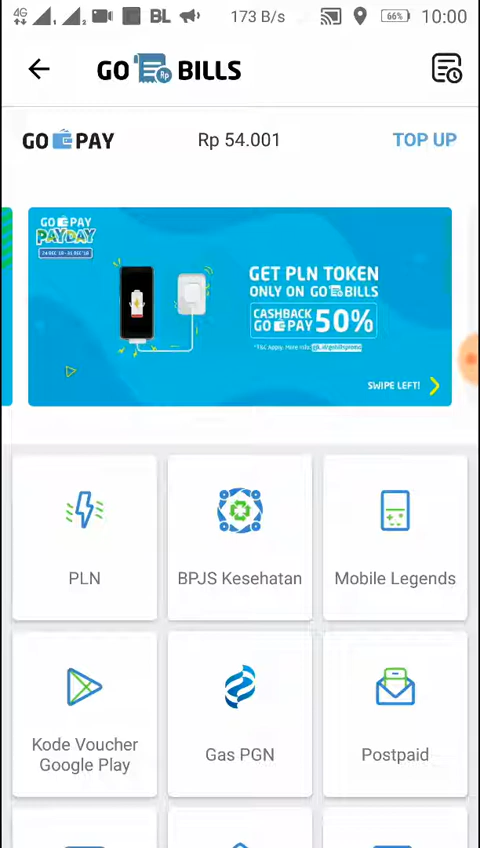 4G 1 2 BL 173 B/s 66% 10:00
GO BILLS
GO PAY Rp 54.001 TOP UP
GO PAY
PAYDAY
GET PLN TOKEN
ONLY ON GO BILLS
CASHBACK
GO PAY 50%
SWIPE LEFT!
PLN
BPJS Kesehatan
Mobile Legends
Kode Voucher
Google Play
Gas PGN
Postpaid